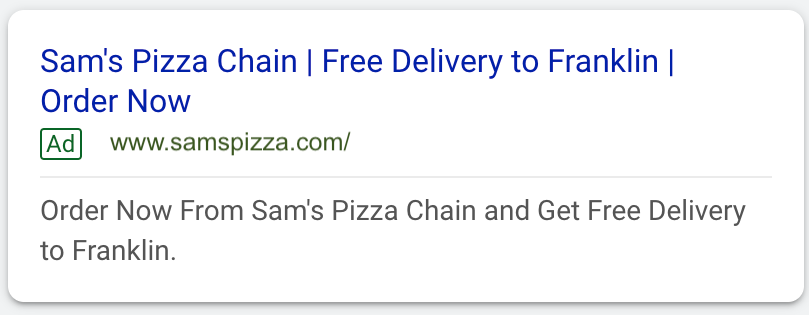 Sam's Pizza Chain | Free Delivery to Franklin |
Order Now
Ad www.samspizza.com/
Order Now From Sam's Pizza Chain and Get Free Delivery
to Franklin.